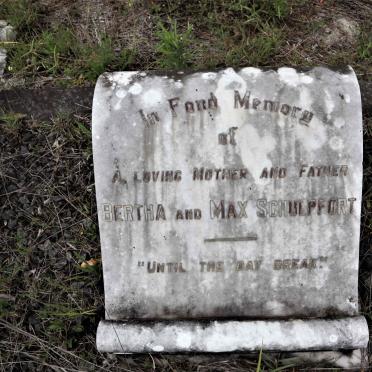 In Fond Memory
of
A LOVING MOTHER AND FATHER
BERTHA AND MAX SCHULPFORT
"UNTIL THE DAY BREAK."